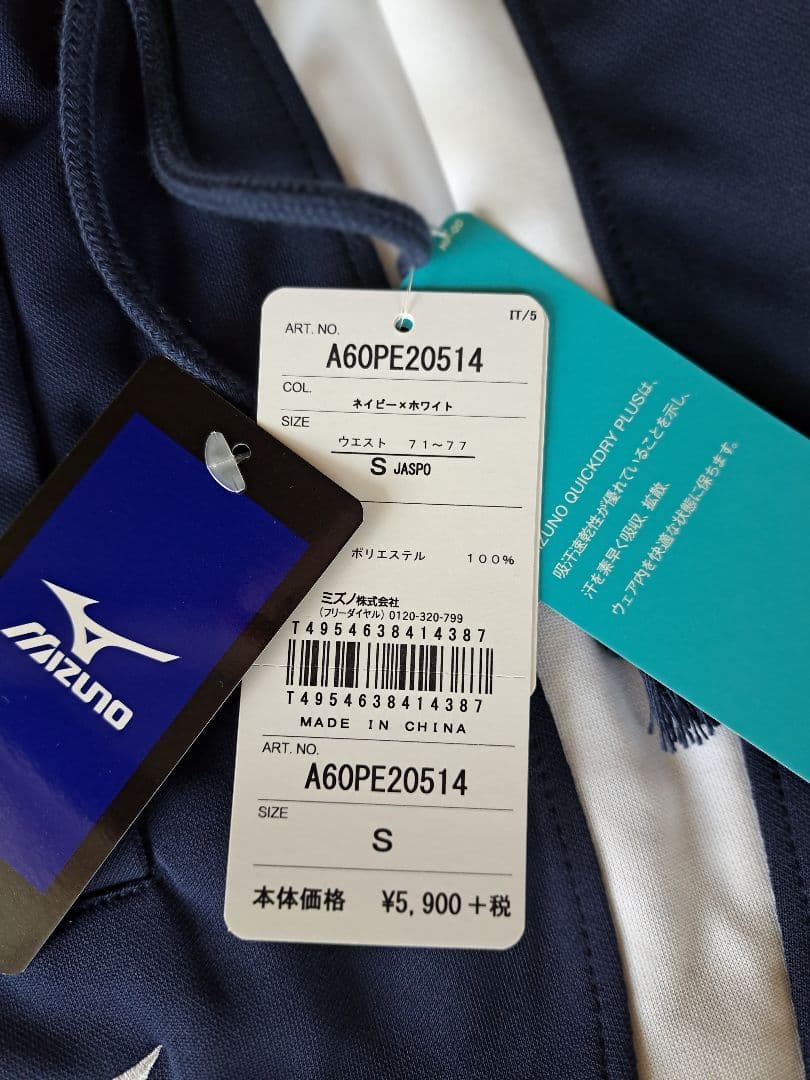 IT/5
ART. NO.
A60PE20514
COL.
ネイビー×ホワイト
SIZE
ウエスト 71～77
S JASPO
ポリエステル 100%
ミズノ株式会社
(フリーダイヤル) 0120-320-799
T4954638414387
T4954638414387
MADE IN CHINA
ART. NO.
A60PE20514
SIZE
S
本体価格 ¥5,900+税
MIZUNO
QUICKDRY PLUSは、
吸汗速乾性が優れていることを示し、
汗を素早く吸収、拡散、
ウェア内を快適な状態に保ちます。